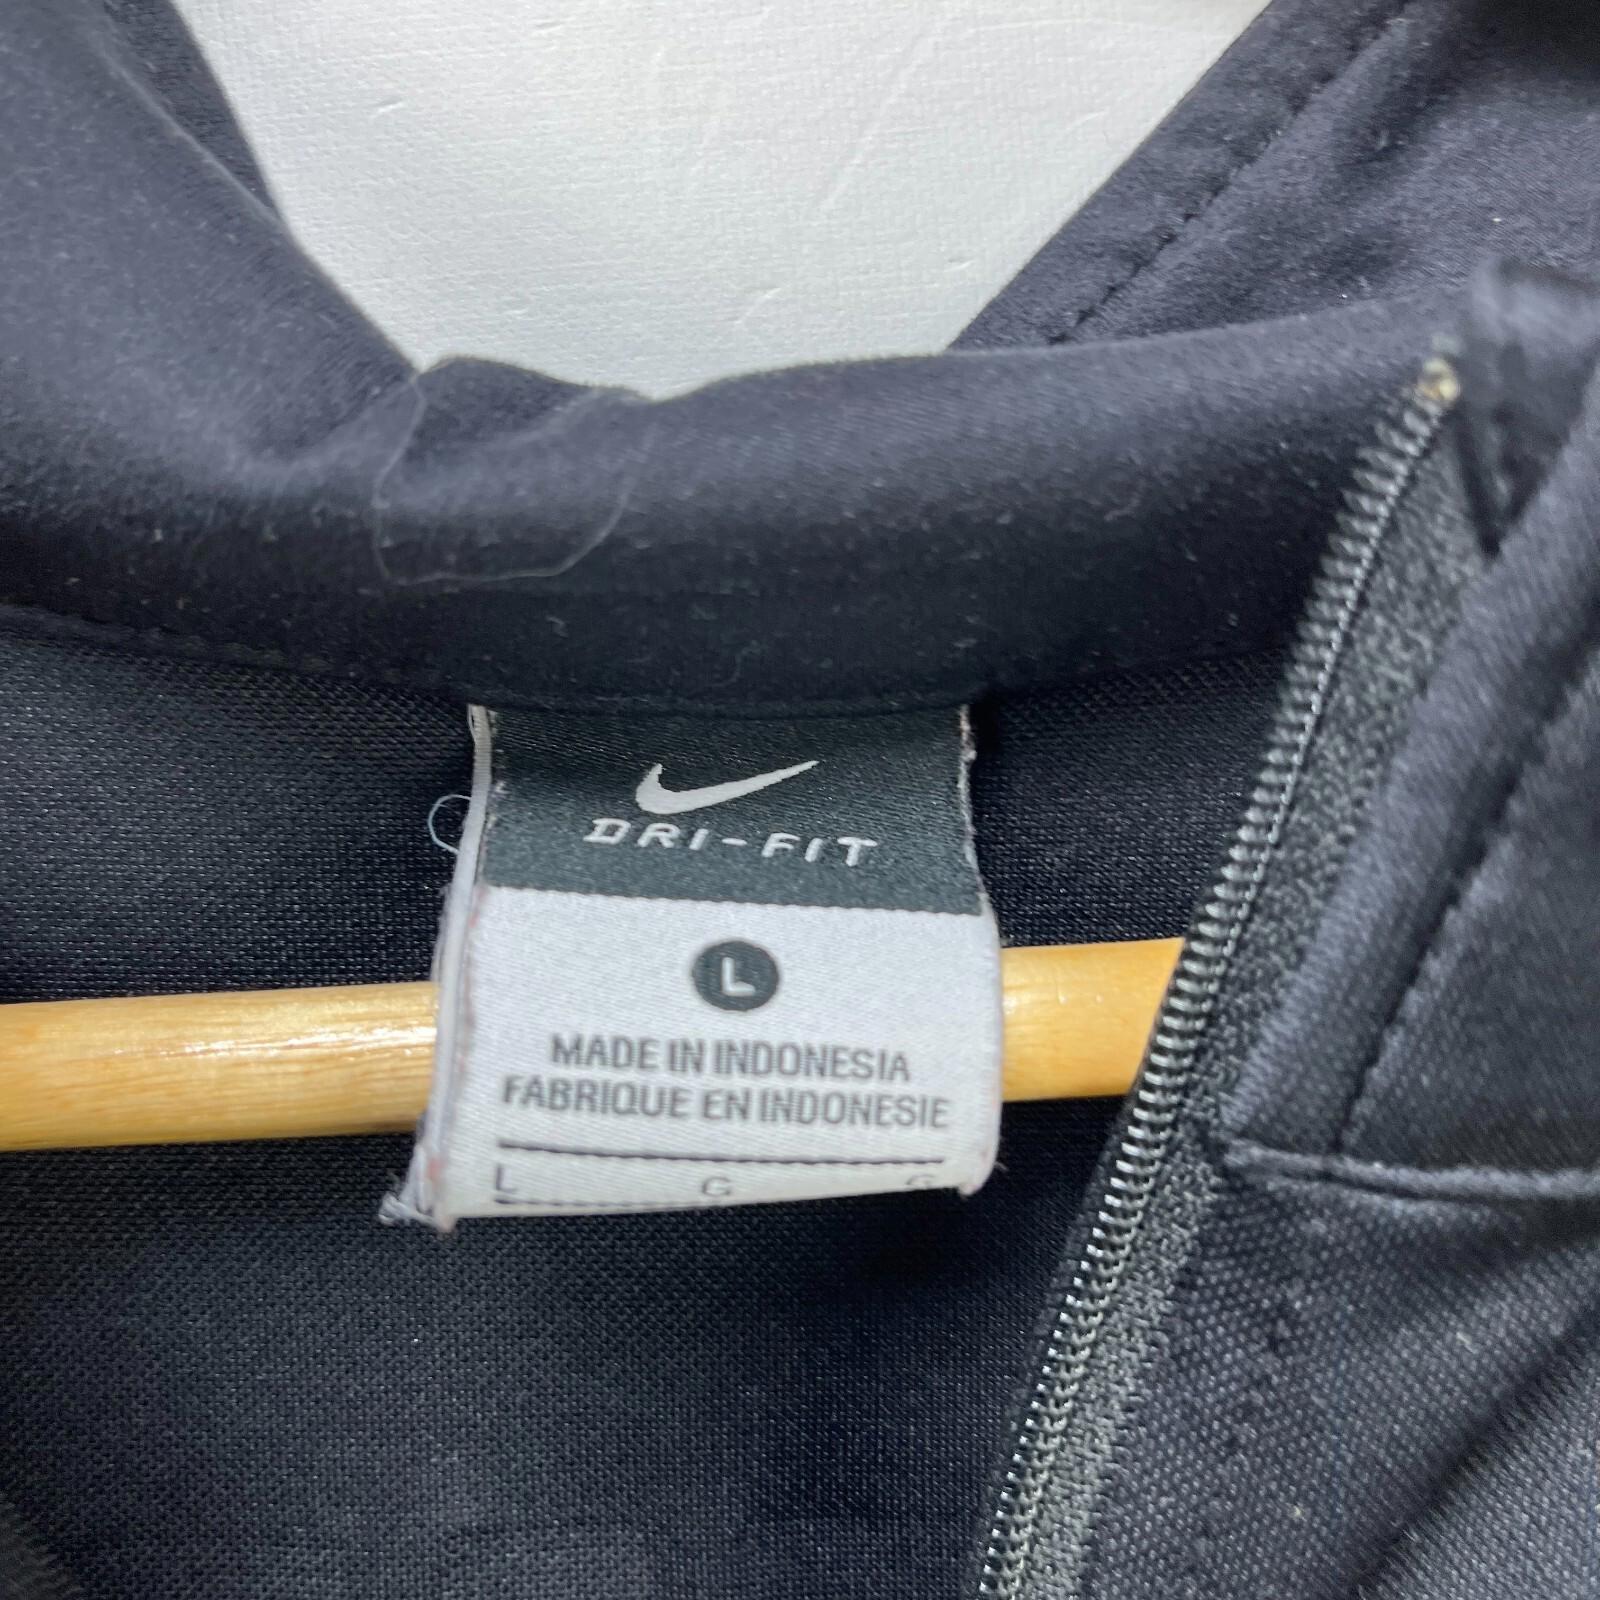 DRI-FIT
L
MADE IN INDONESIA
FABRIQUE EN INDONESIE
L G G